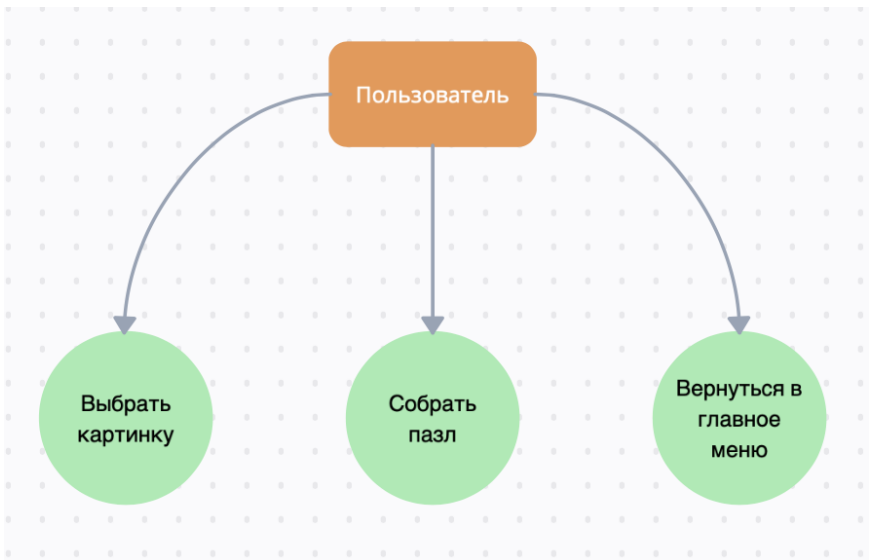 Пользователь
Выбрать
картинку
Собрать
пазл
Вернуться в
главное
меню